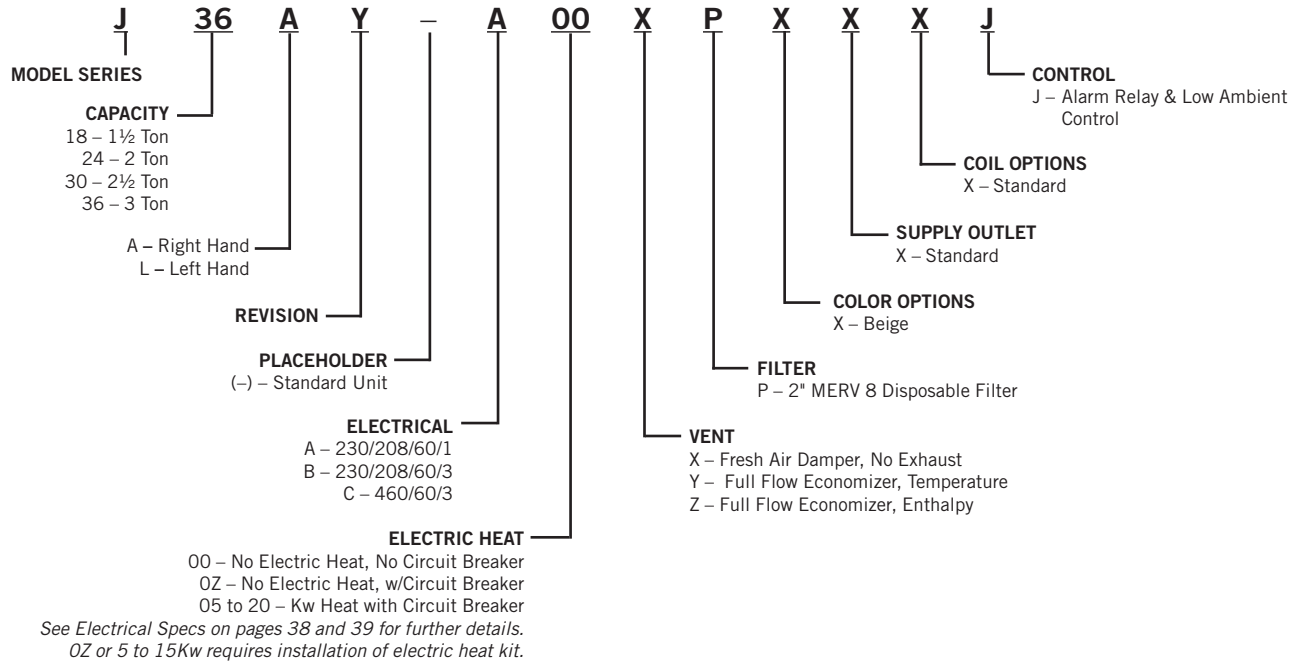 J 36 A Y – A 00 X P X X X J
MODEL SERIES
CAPACITY
18 – 1½ Ton
24 – 2 Ton
30 – 2½ Ton
36 – 3 Ton
A – Right Hand
L – Left Hand
REVISION
PLACEHOLDER
(–) – Standard Unit
ELECTRICAL
A – 230/208/60/1
B – 230/208/60/3
C – 460/60/3
ELECTRIC HEAT
00 – No Electric Heat, No Circuit Breaker
0Z – No Electric Heat, w/Circuit Breaker
05 to 20 – Kw Heat with Circuit Breaker
See Electrical Specs on pages 38 and 39 for further details.
0Z or 5 to 15Kw requires installation of electric heat kit.
CONTROL
J – Alarm Relay & Low Ambient
Control
COIL OPTIONS
X – Standard
SUPPLY OUTLET
X – Standard
COLOR OPTIONS
X – Beige
FILTER
P – 2" MERV 8 Disposable Filter
VENT
X – Fresh Air Damper, No Exhaust
Y – Full Flow Economizer, Temperature
Z – Full Flow Economizer, Enthalpy